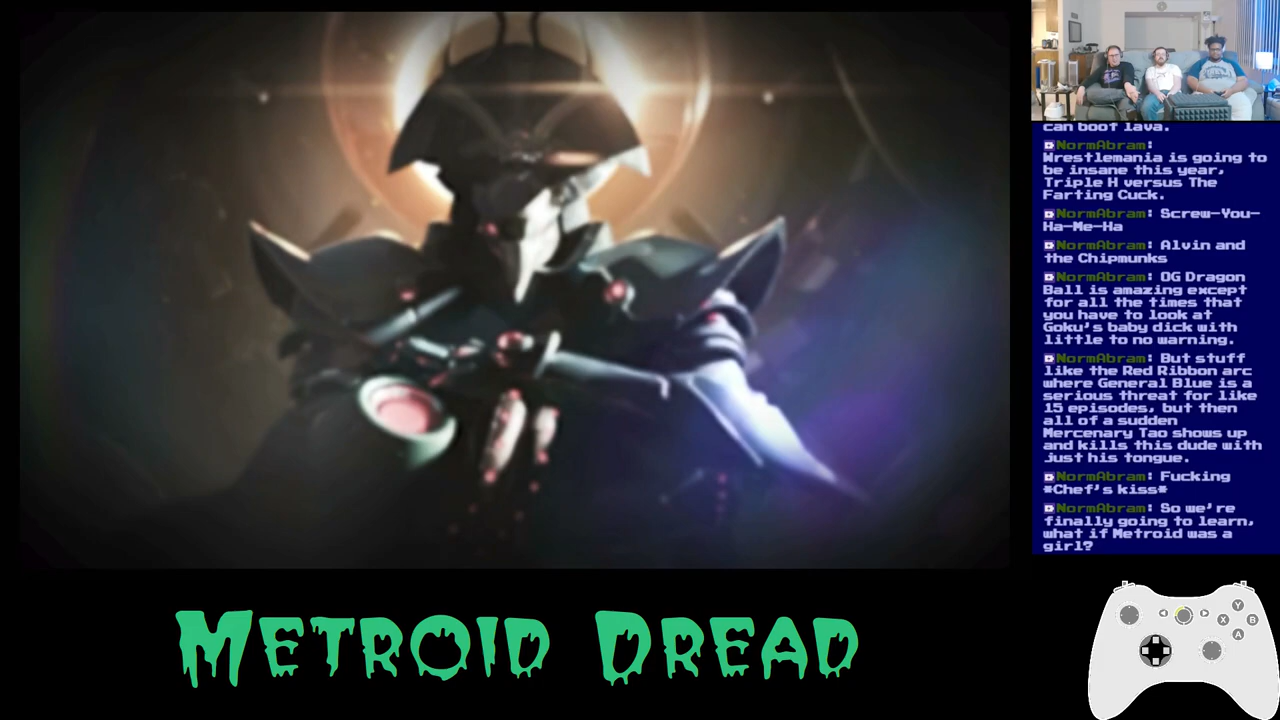 can boof lava.
NormAbram:
Wrestlemania is going to
be insane this year,
Triple H versus The
Farting Cuck.
NormAbram: Screw-You-
Ha-Me-Ha
NormAbram: Alvin and
the Chipmunks
NormAbram: OG Dragon
Ball is amazing except
for all the times that
you have to look at
Goku's baby dick with
little to no warning.
NormAbram: But stuff
like the Red Ribbon arc
where General Blue is a
serious threat for like
15 episodes, but then
all of a sudden
Mercenary Tao shows up
and kills this dude with
just his tongue.
NormAbram: Fucking
*Chef's kiss*
NormAbram: So we're
finally going to learn,
what if Metroid was a
girl?
Metroid Dread
Y
X B
A